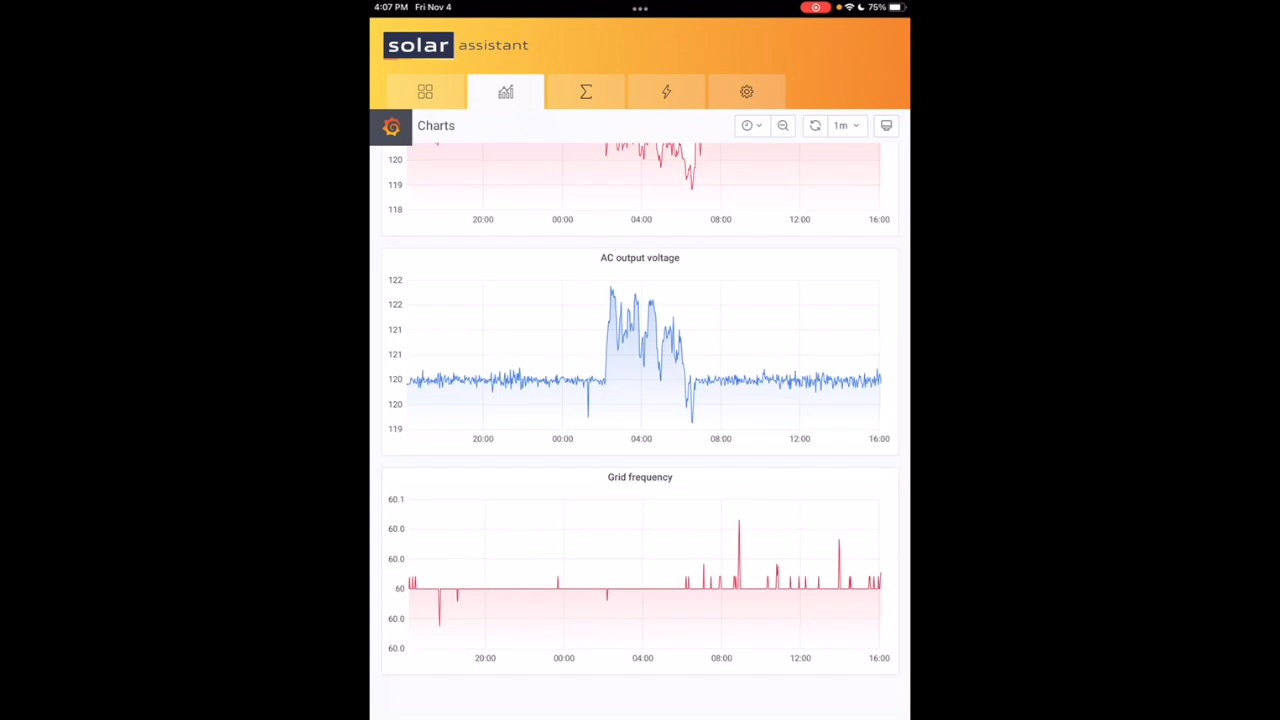 4:07 PM Fri Nov 4
75%
solar assistant
Charts
1m
120
119
118
20:00 00:00 04:00 08:00 12:00 16:00
AC output voltage
122
122
121
121
120
120
119
20:00 00:00 04:00 08:00 12:00 16:00
Grid frequency
60.1
60.0
60.0
60
60.0
60.0
20:00 00:00 04:00 08:00 12:00 16:00